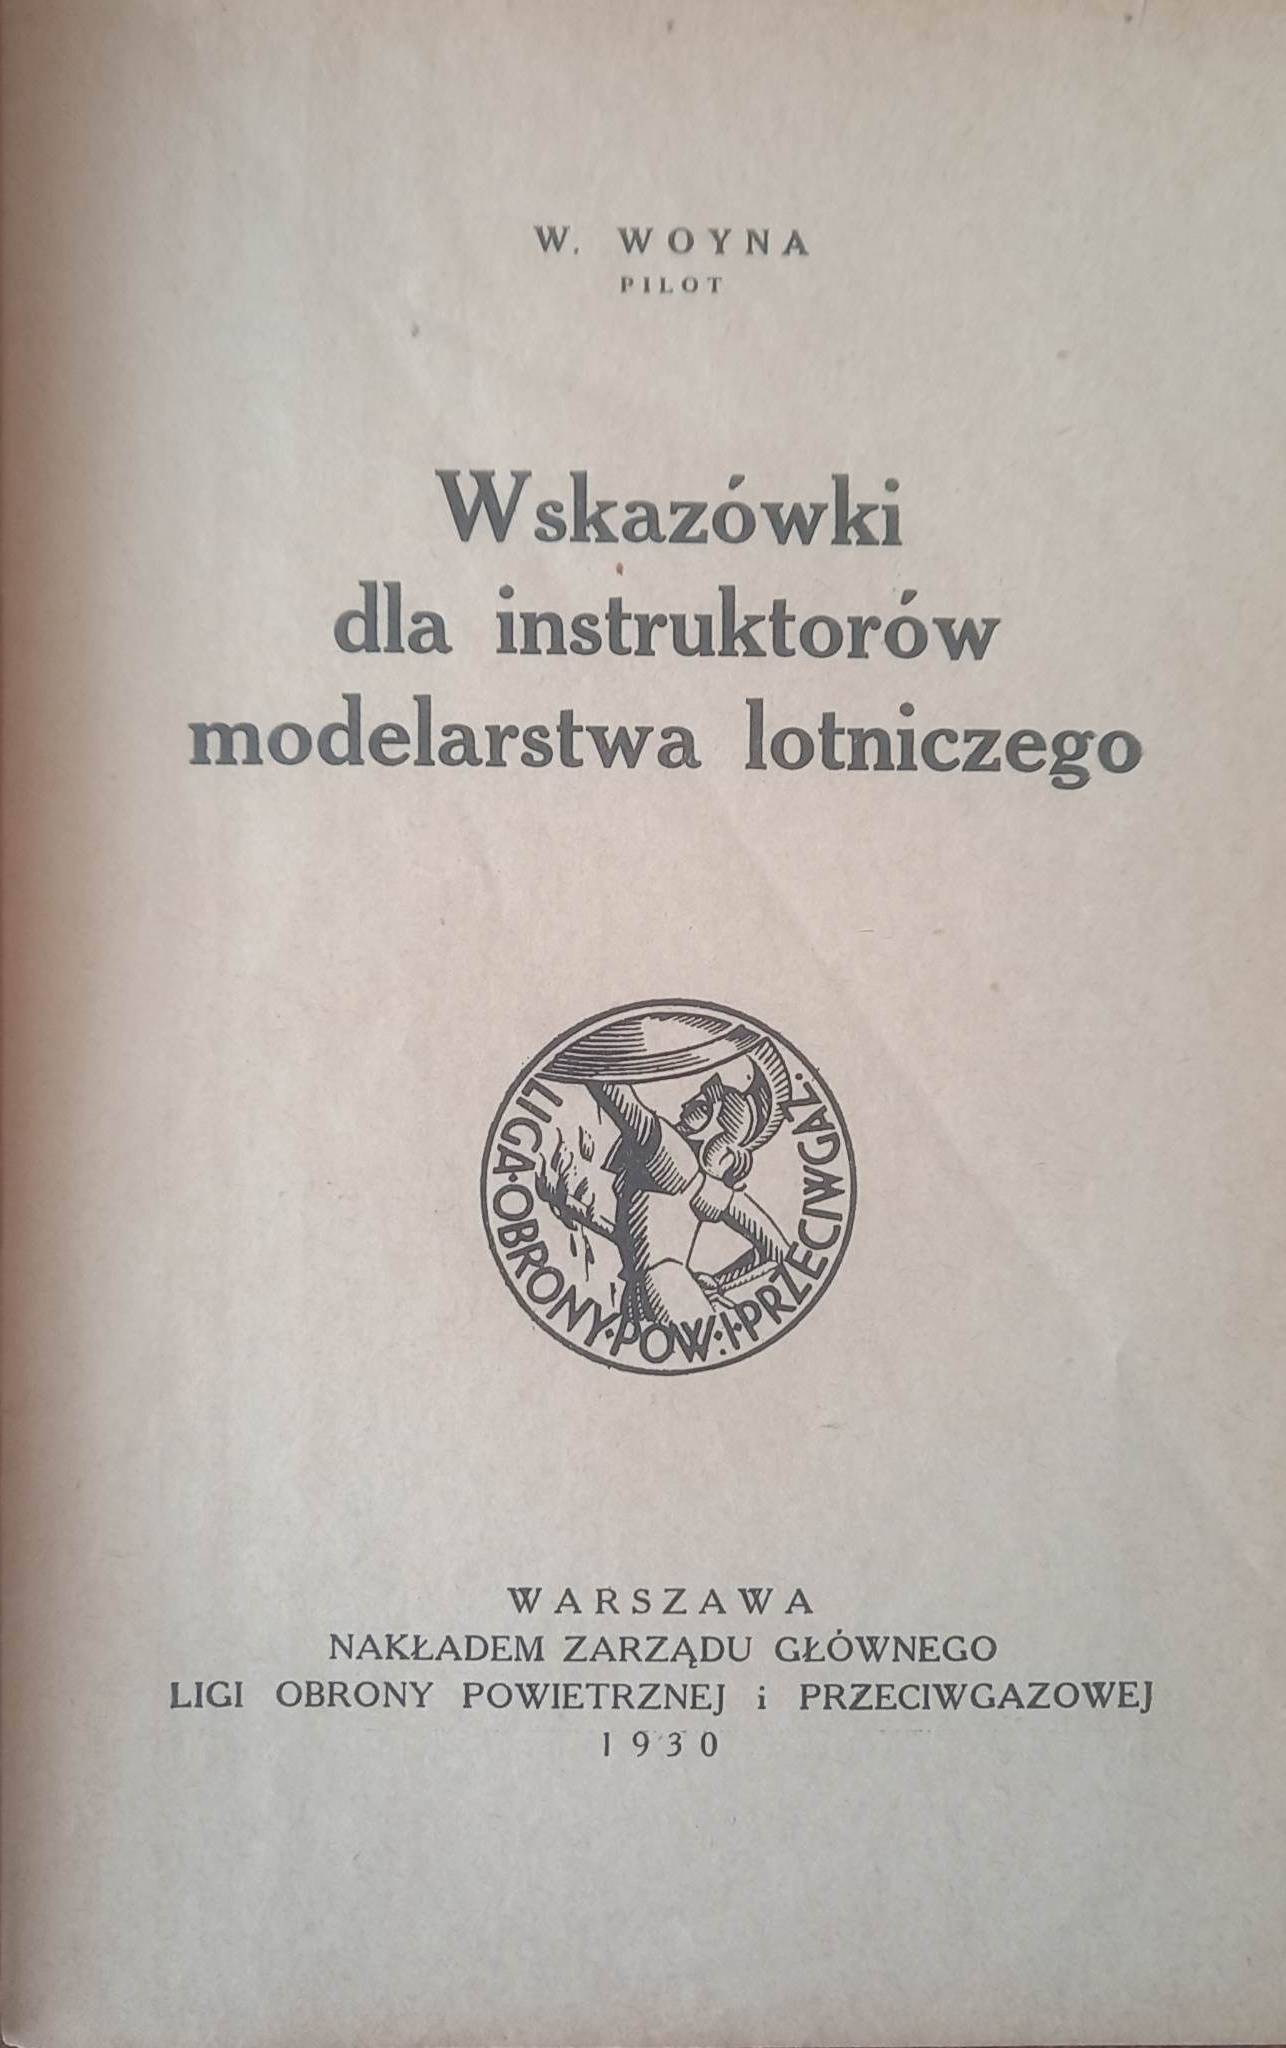 W. WOYNA
PILOT
Wskazówki
dla instruktorów
modelarstwa lotniczego
LIGA·OBRONY·POW.·I·PRZECIWGAZ.
WARSZAWA
NAKŁADEM ZARZĄDU GŁÓWNEGO
LIGI OBRONY POWIETRZNEJ i PRZECIWGAZOWEJ
1930